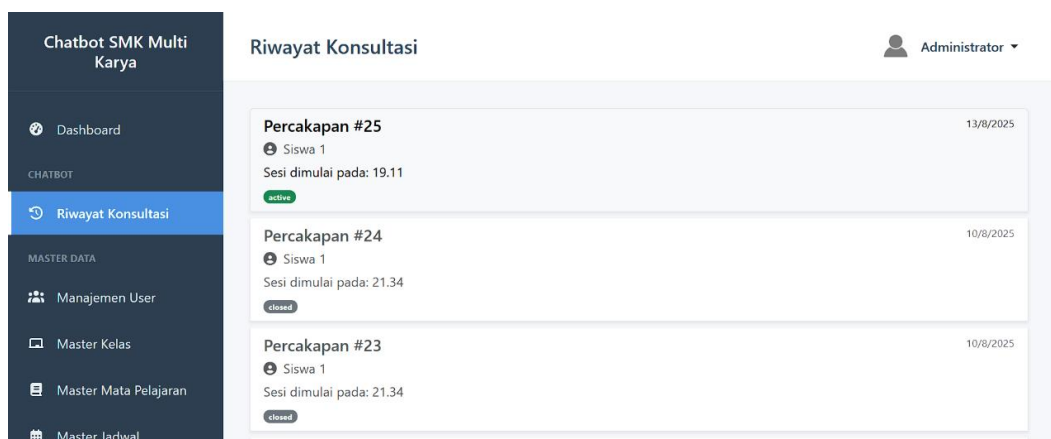 Chatbot SMK Multi
Karya
Riwayat Konsultasi
Administrator
Dashboard
CHATBOT
Riwayat Konsultasi
MASTER DATA
Manajemen User
Master Kelas
Master Mata Pelajaran
Master Jadwal
Percakapan #25
13/8/2025
Siswa 1
Sesi dimulai pada: 19.11
active
Percakapan #24
10/8/2025
Siswa 1
Sesi dimulai pada: 21.34
closed
Percakapan #23
10/8/2025
Siswa 1
Sesi dimulai pada: 21.34
closed